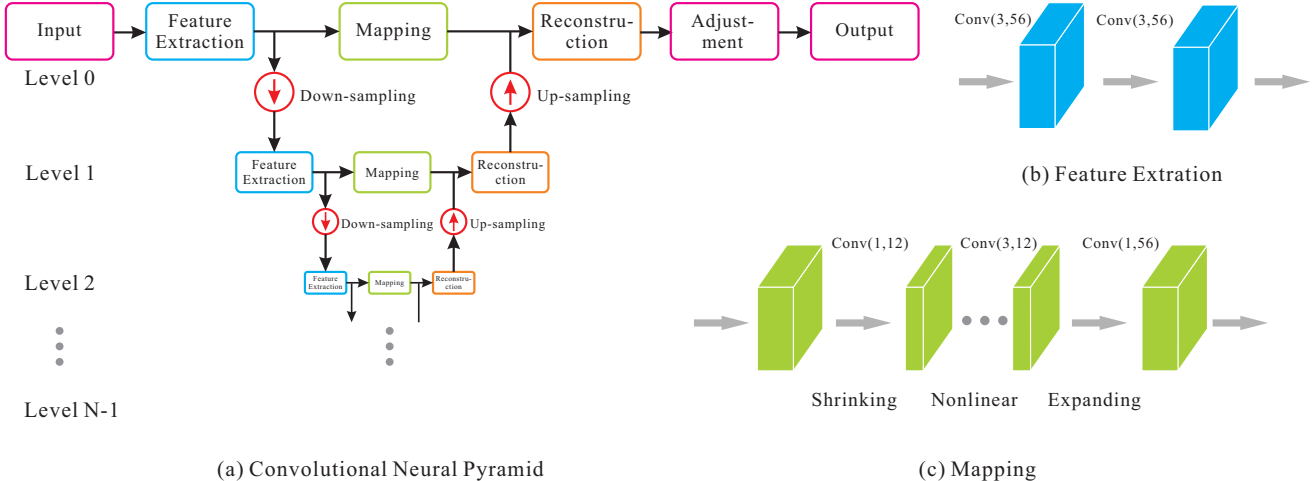 Input
Feature
Extraction
Mapping
Reconstru-
ction
Adjust-
ment
Output
Level 0
Down-sampling
Up-sampling
Level 1
Feature
Extraction
Mapping
Reconstru-
ction
Down-sampling
Up-sampling
Level 2
Feature
Extraction
Mapping
Reconstru-
ction
Level N-1
(a) Convolutional Neural Pyramid
Conv(3,56)
Conv(3,56)
(b) Feature Extration
Conv(1,12)
Conv(3,12)
Conv(1,56)
Shrinking
Nonlinear
Expanding
(c) Mapping